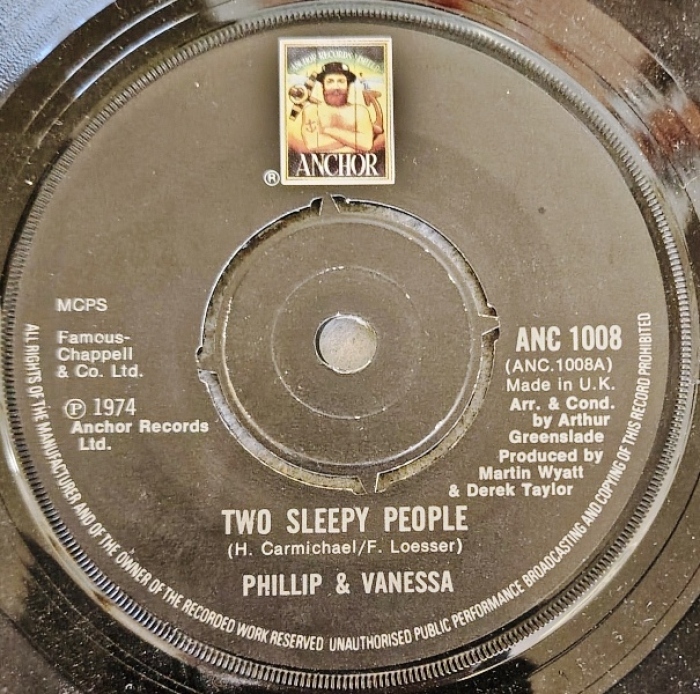 ANCHOR RECORDS
ANCHOR
®
MCPS
Famous-
Chappell
& Co. Ltd.
Ⓟ 1974
Anchor Records
Ltd.
ANC 1008
(ANC.1008A)
Made in U.K.
Arr. & Cond.
by Arthur
Greenslade
Produced by
Martin Wyatt
& Derek Taylor
TWO SLEEPY PEOPLE
(H. Carmichael/F. Loesser)
PHILLIP & VANESSA
ALL RIGHTS OF THE MANUFACTURER AND OF THE OWNER OF THE RECORDED WORK RESERVED UNAUTHORISED PUBLIC PERFORMANCE BROADCASTING AND COPYING OF THIS RECORD PROHIBITED